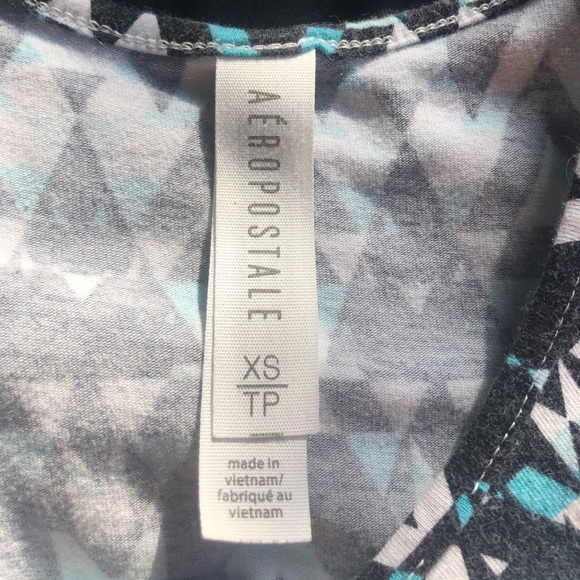 AÉROPOSTALE
XS
TP
made in
vietnam/
fabriqué au
vietnam